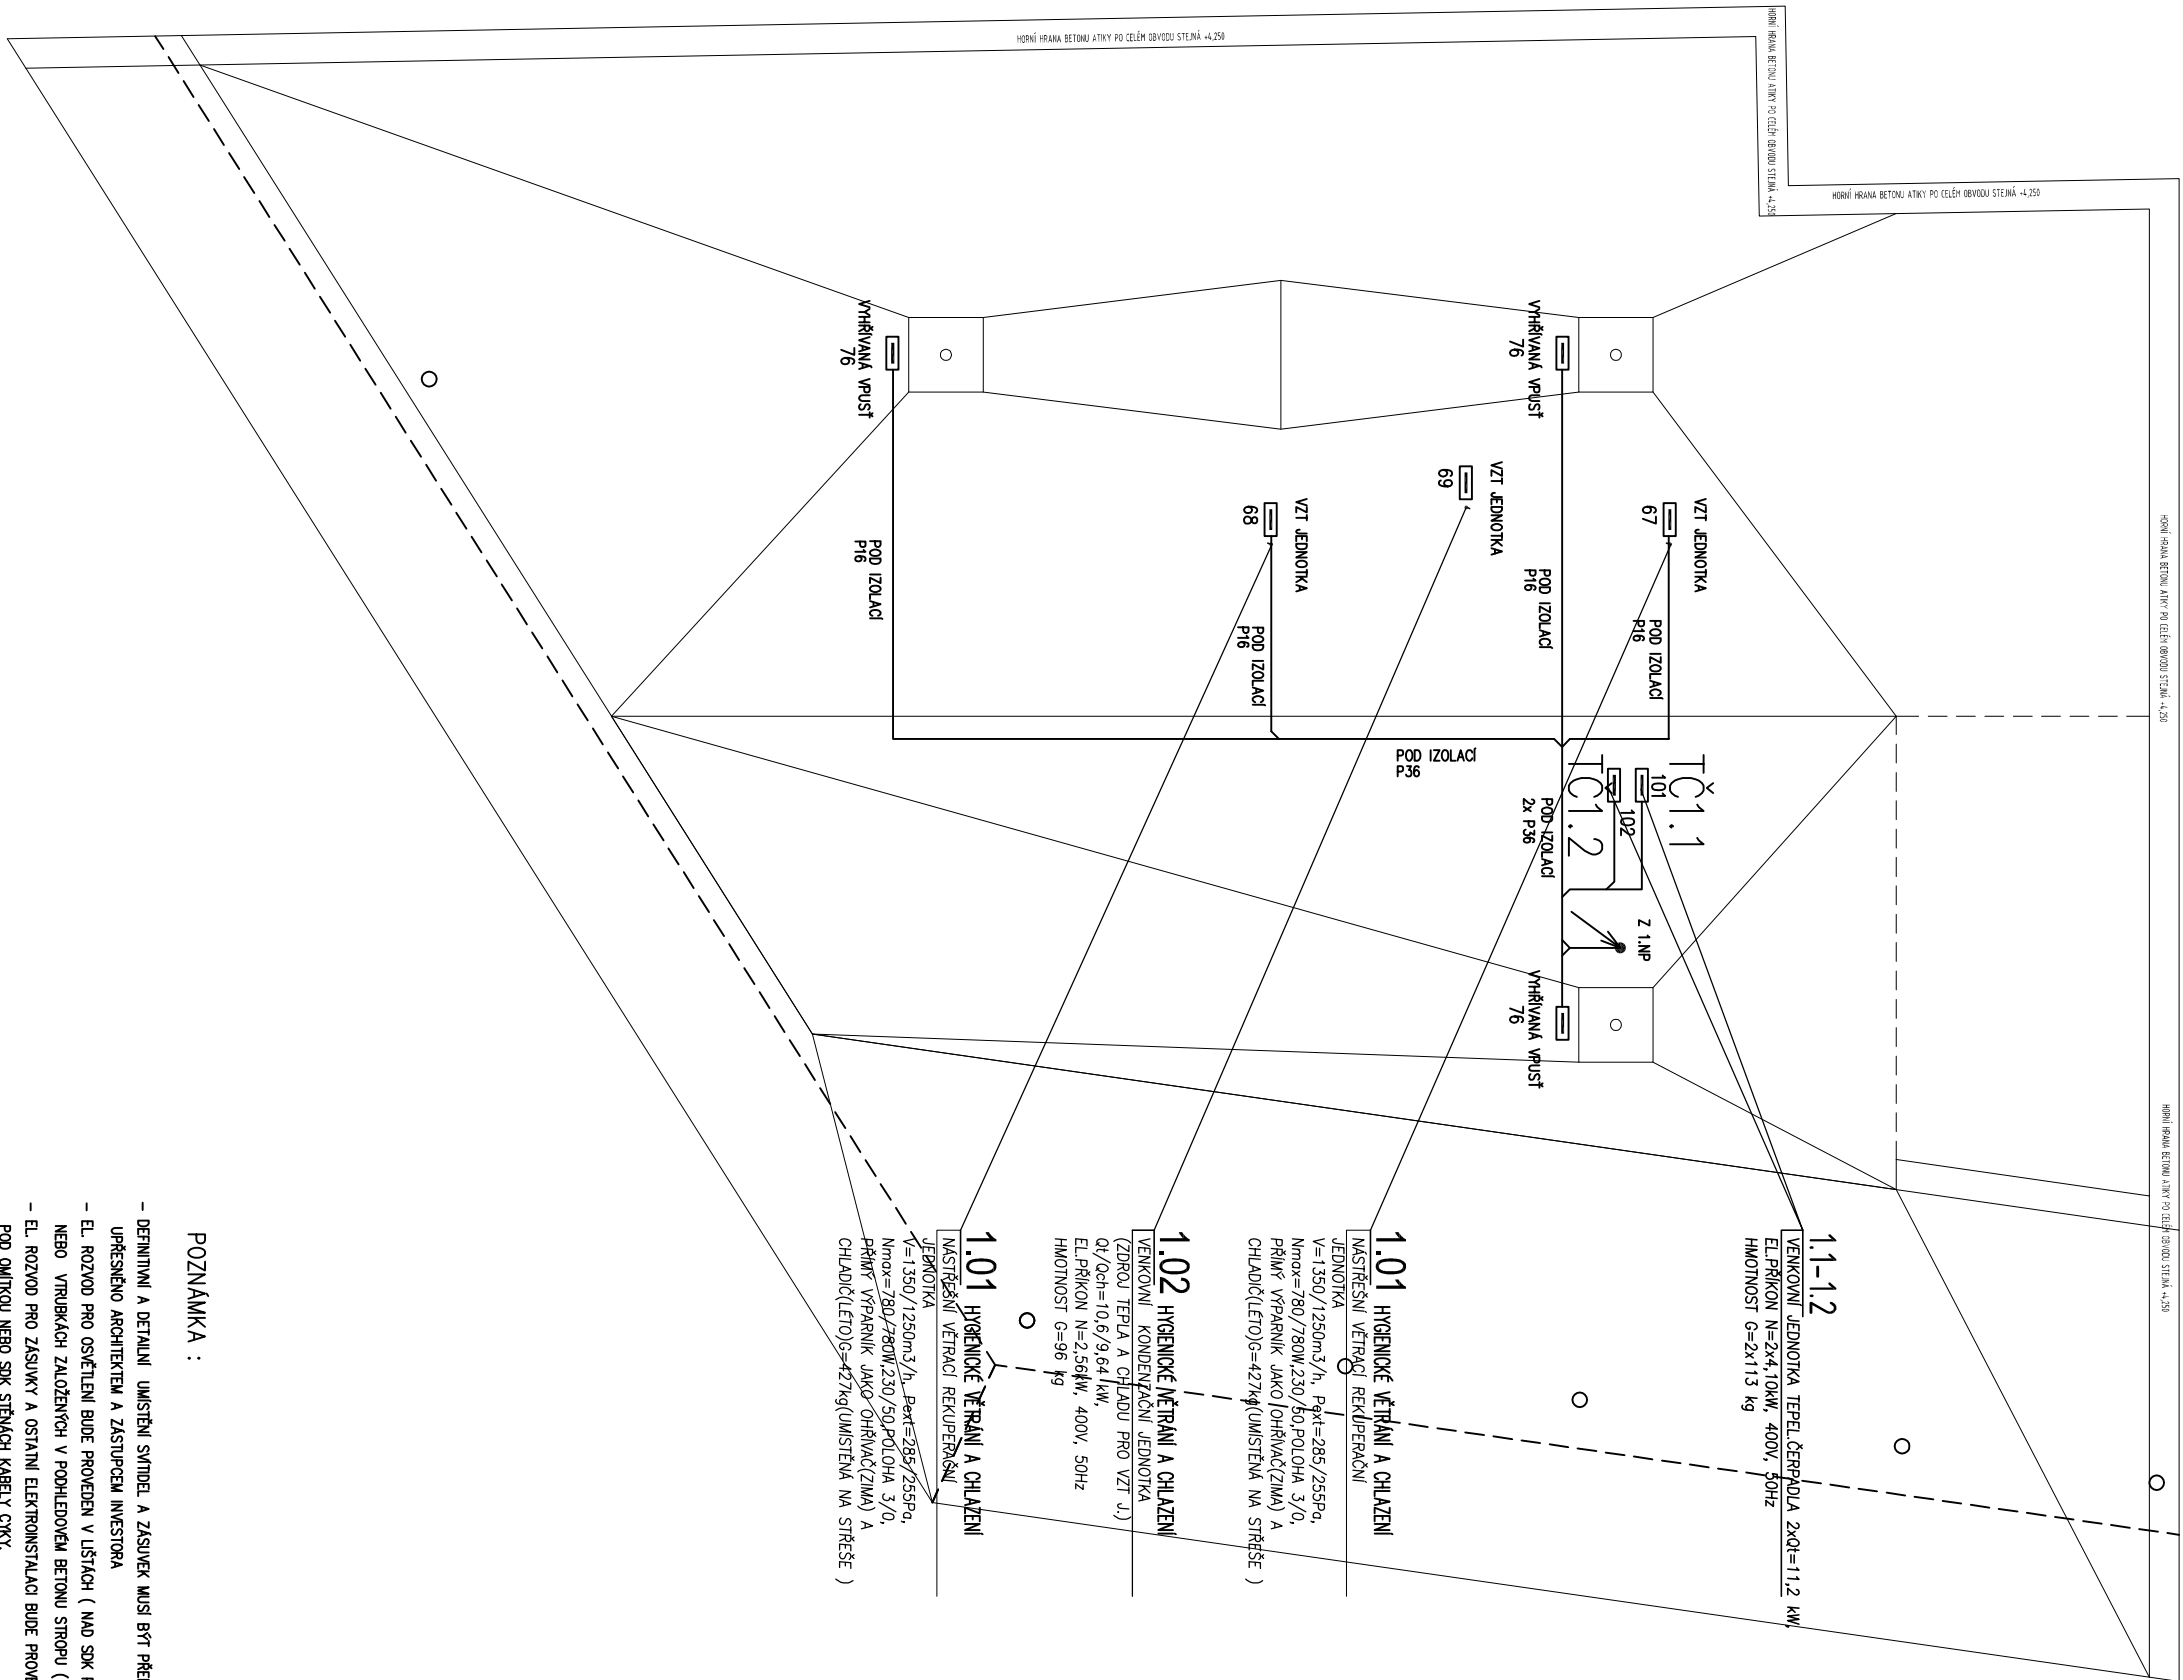 HORNÍ HRANA BETONU ATIKY PO CELÉM OBVODU STEJNÁ +4,250
HORNÍ HRANA BETONU ATIKY PO CELÉM OBVODU STEJNÁ +4,250
HORNÍ HRANA BETONU ATIKY PO CELÉM OBVODU STEJNÁ +4,250
HORNÍ HRANA BETONU ATIKY PO CELÉM OBVODU STEJNÁ +4,250
HORNÍ HRANA BETONU ATIKY PO CELÉM OBVODU STEJNÁ +4,250
VYHŘÍVANÁ VPUSŤ
76
VYHŘÍVANÁ VPUSŤ
76
VZT JEDNOTKA
67
VZT JEDNOTKA
69
VZT JEDNOTKA
68
POD IZOLACÍ
P16
POD IZOLACÍ
P16
POD IZOLACÍ
P16
POD IZOLACÍ
P16
POD IZOLACÍ
P36
TČ1.1
101
102
TČ1.2
POD IZOLACÍ
2x P36
Z 1.NP
VYHŘÍVANÁ VPUSŤ
76
1.1-1.2
VENKOVNÍ JEDNOTKA TEPEL.ČERPADLA 2xQt=11,2 kW,
EL.PŘÍKON N=2x4,10kW, 400V, 50Hz
HMOTNOST G=2x113 kg
1.01 HYGIENICKÉ VĚTRÁNÍ A CHLAZENÍ
NÁSTŘEŠNÍ VĚTRACÍ REKUPERAČNÍ
JEDNOTKA
V=1350/1250m3/h, Pext=285/255Pa,
Nmax=780/780W,230/50,POLOHA 3/0,
PŘÍMÝ VÝPARNÍK JAKO OHŘÍVAČ(ZIMA) A
CHLADIČ(LÉTO)G=427kg(UMÍSTĚNÁ NA STŘEŠE )
1.02 HYGIENICKÉ VĚTRÁNÍ A CHLAZENÍ
VENKOVNÍ KONDENZAČNÍ JEDNOTKA
(ZDROJ TEPLA A CHLADU PRO VZT J.)
Qt/Qch=10,6/9,64 kW,
EL.PŘÍKON N=2,56kW, 400V, 50Hz
HMOTNOST G=96 kg
1.01 HYGIENICKÉ VĚTRÁNÍ A CHLAZENÍ
NÁSTŘEŠNÍ VĚTRACÍ REKUPERAČNÍ
JEDNOTKA
V=1350/1250m3/h, Pext=285/255Pa,
Nmax=780/780W,230/50,POLOHA 3/0,
PŘÍMÝ VÝPARNÍK JAKO OHŘÍVAČ(ZIMA) A
CHLADIČ(LÉTO)G=427kg(UMÍSTĚNÁ NA STŘEŠE )
POZNÁMKA :
- DEFINITIVNÍ A DETAILNÍ UMÍSTĚNÍ SVÍTIDEL A ZÁSUVEK MUSÍ BÝT
UPŘESNĚNO ARCHITEKTEM A ZÁSTUPCEM INVESTORA
- EL. ROZVOD PRO OSVĚTLENÍ BUDE PROVEDEN V LIŠTÁCH ( NAD SDK
NEBO VTRUBKÁCH ZALOŽENÝCH V PODHLEDOVÉM BETONU STROPU (
- EL. ROZVOD PRO ZÁSUVKY A OSTATNÍ ELEKTROINSTALACI BUDE
POD OMÍTKOU NEBO SDK STĚNÁCH KABELY CYKY.